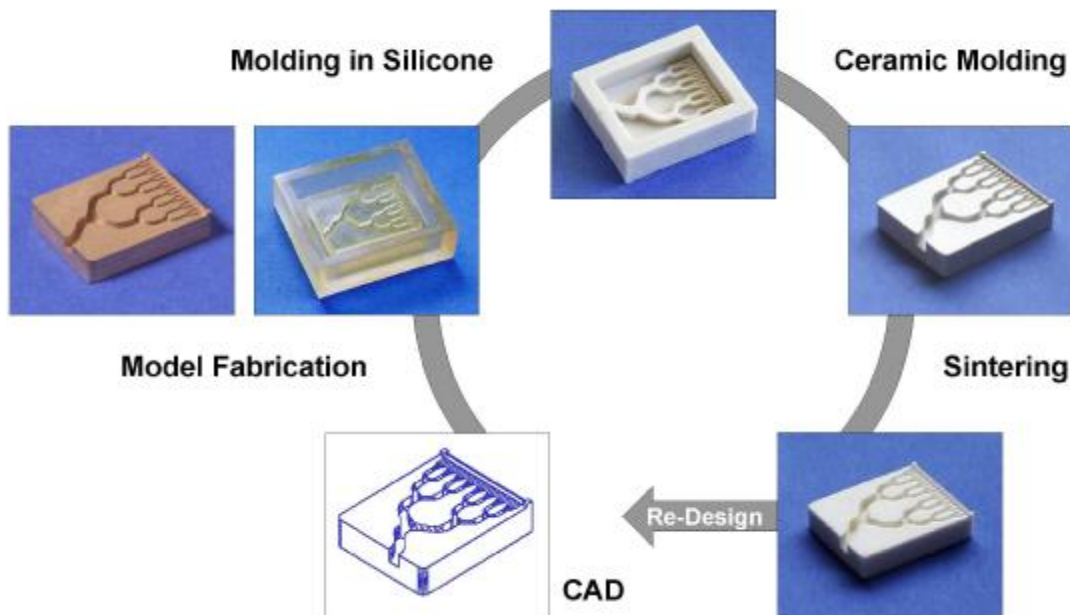 Molding in Silicone
Ceramic Molding
Model Fabrication
Sintering
Re-Design
CAD